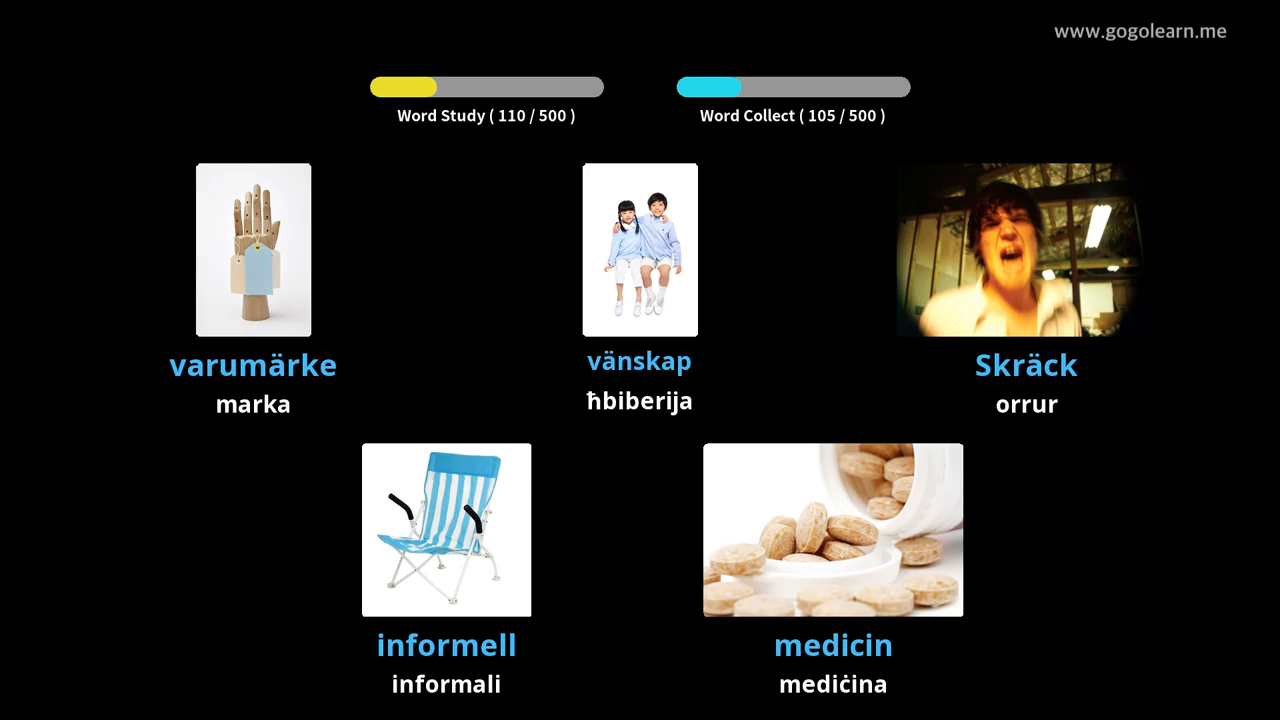 www.gogolearn.me
Word Study ( 110 / 500 )
Word Collect ( 105 / 500 )
varumärke
marka
vänskap
ħbiberija
Skräck
orrur
informell
informali
medicin
mediċina